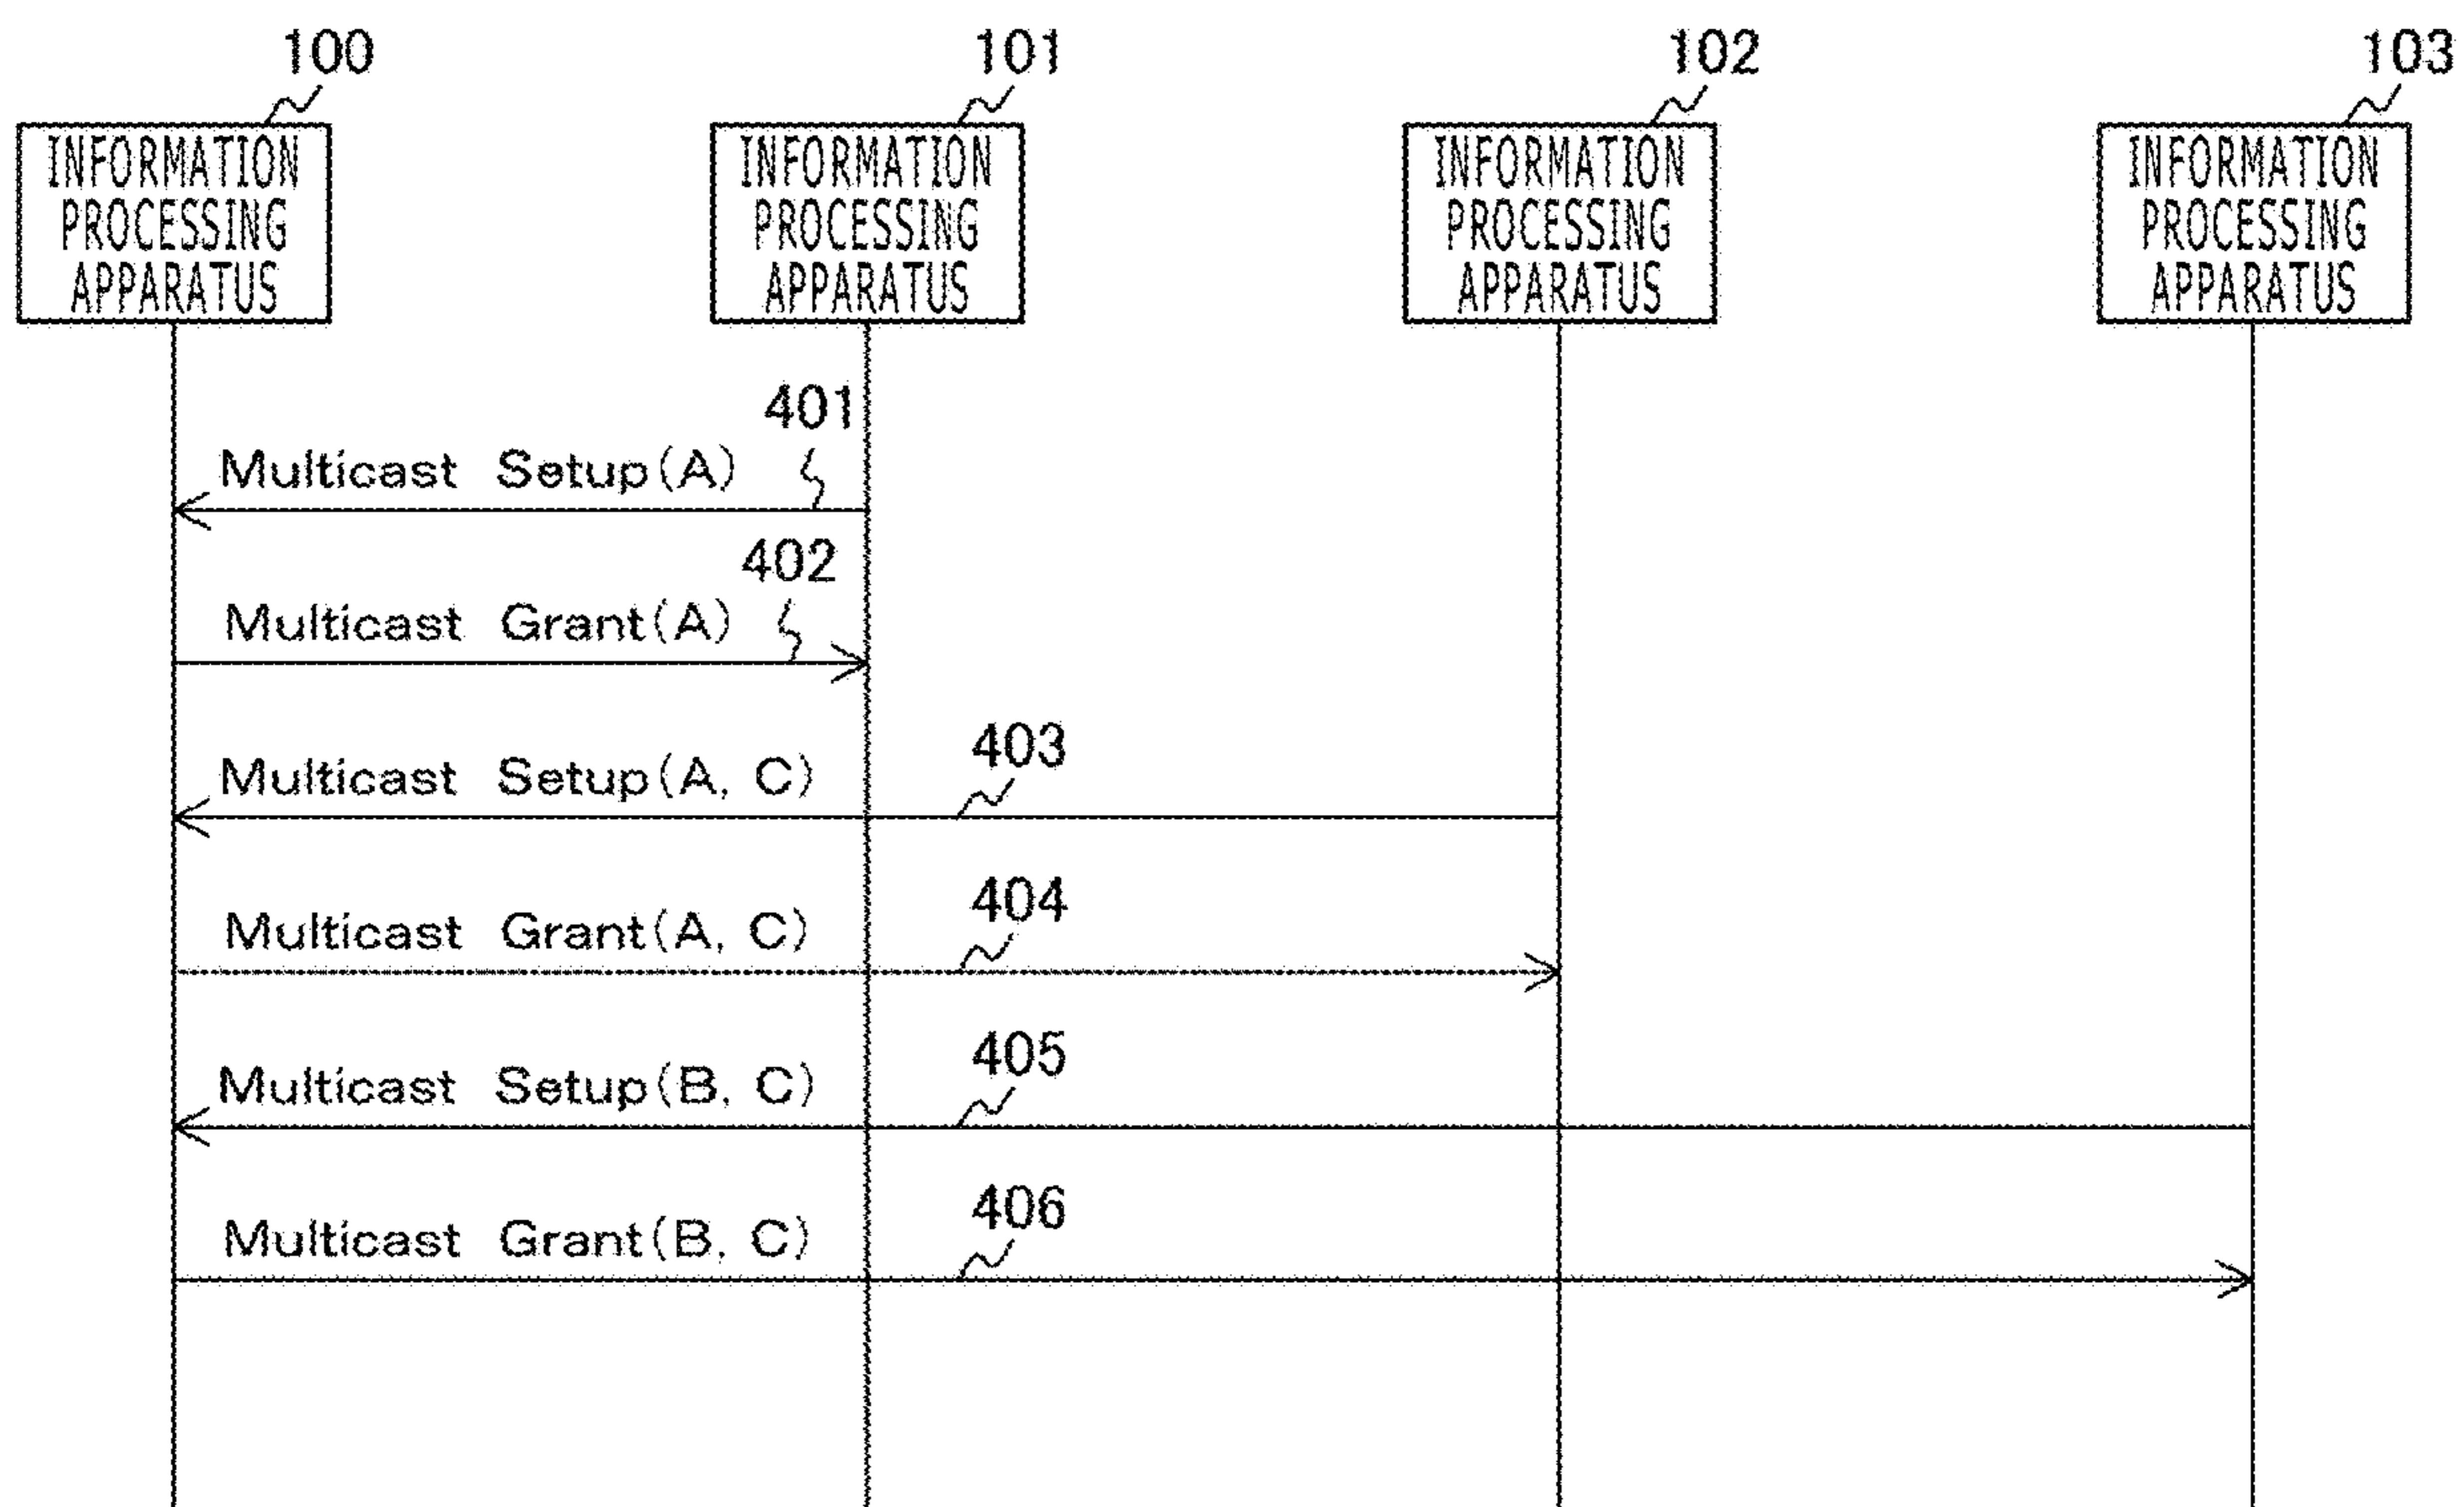 100
101
102
103
INFORMATION
PROCESSING
APPARATUS
INFORMATION
PROCESSING
APPARATUS
INFORMATION
PROCESSING
APPARATUS
INFORMATION
PROCESSING
APPARATUS
401
Multicast Setup(A)
402
Multicast Grant(A)
403
Multicast Setup(A, C)
404
Multicast Grant(A, C)
405
Multicast Setup(B, C)
406
Multicast Grant(B, C)